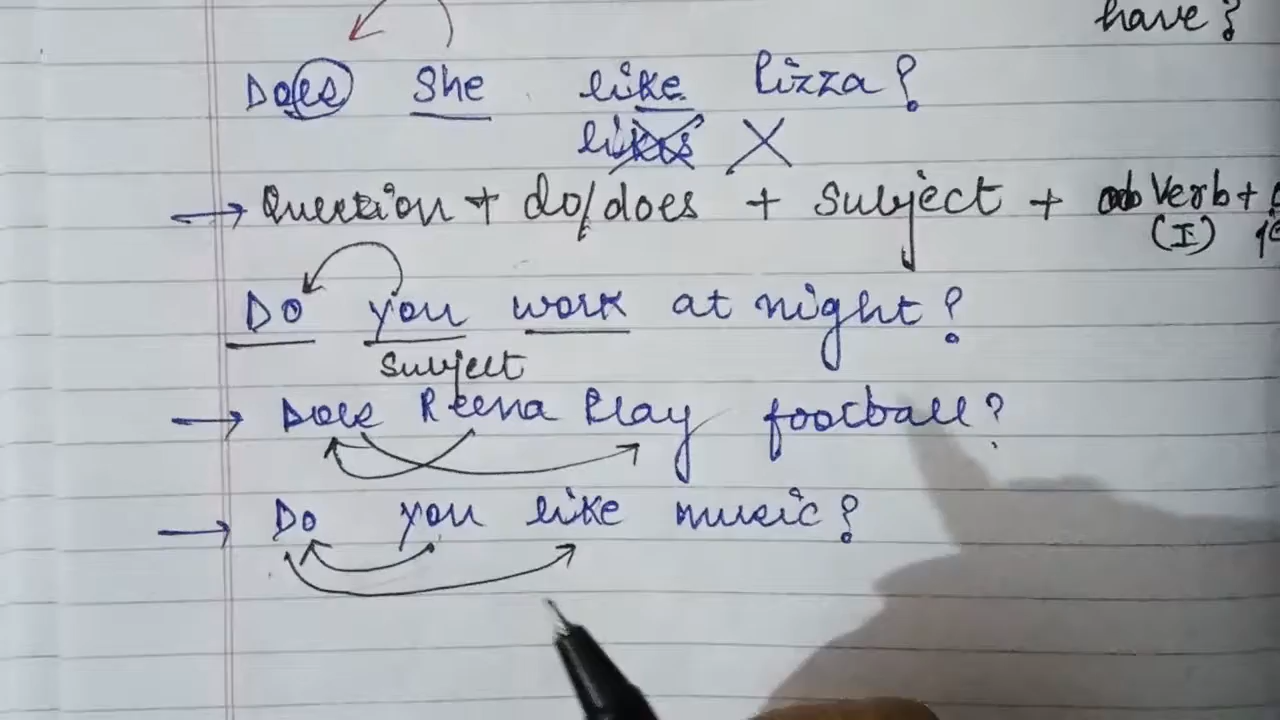 have?
Does She like Pizza?
likes X
→ Question + do/does + Subject + Verb +
(I)
Do you work at night?
Subject
→ Does Reena Play football?
→ Do you like music?